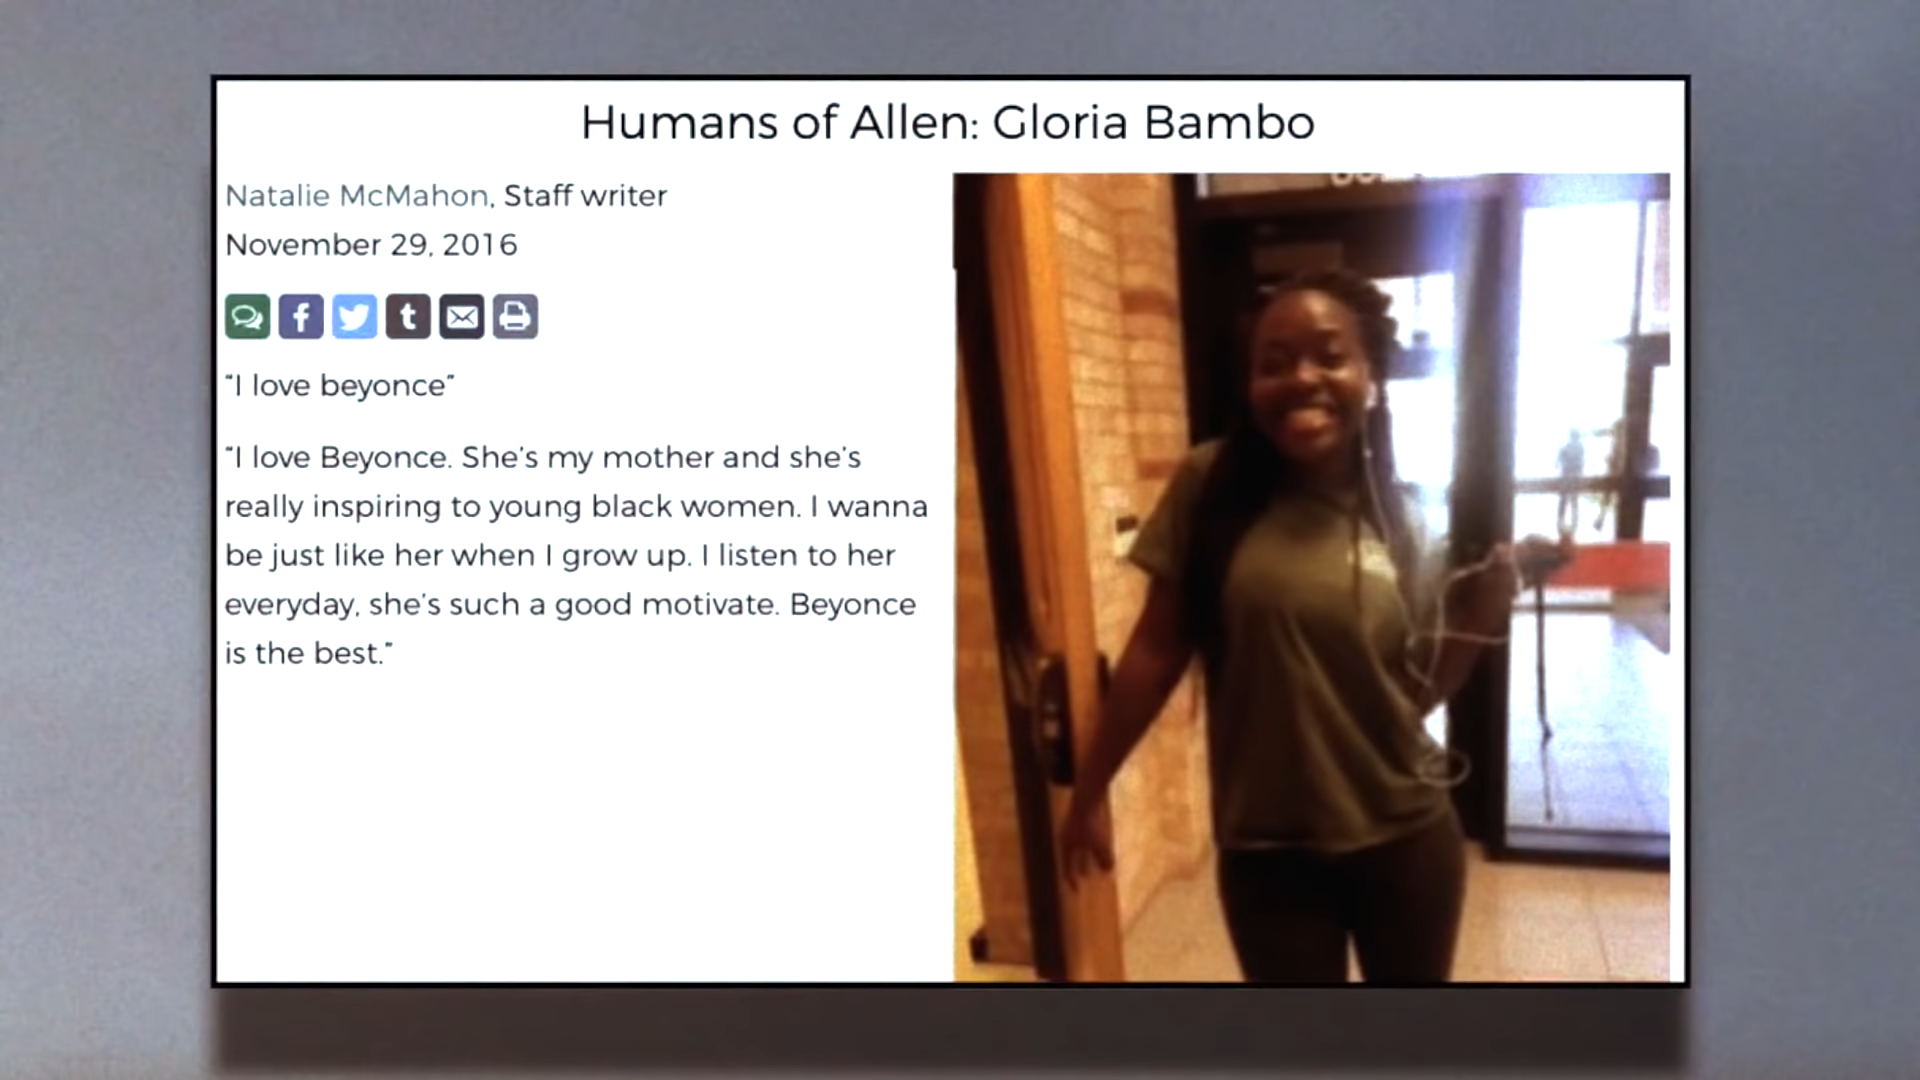 Humans of Allen: Gloria Bambo
Natalie McMahon, Staff writer
November 29, 2016
f
t
"I love beyonce"
"I love Beyonce. She's my mother and she's
really inspiring to young black women. I wanna
be just like her when I grow up. I listen to her
everyday, she's such a good motivate. Beyonce
is the best."